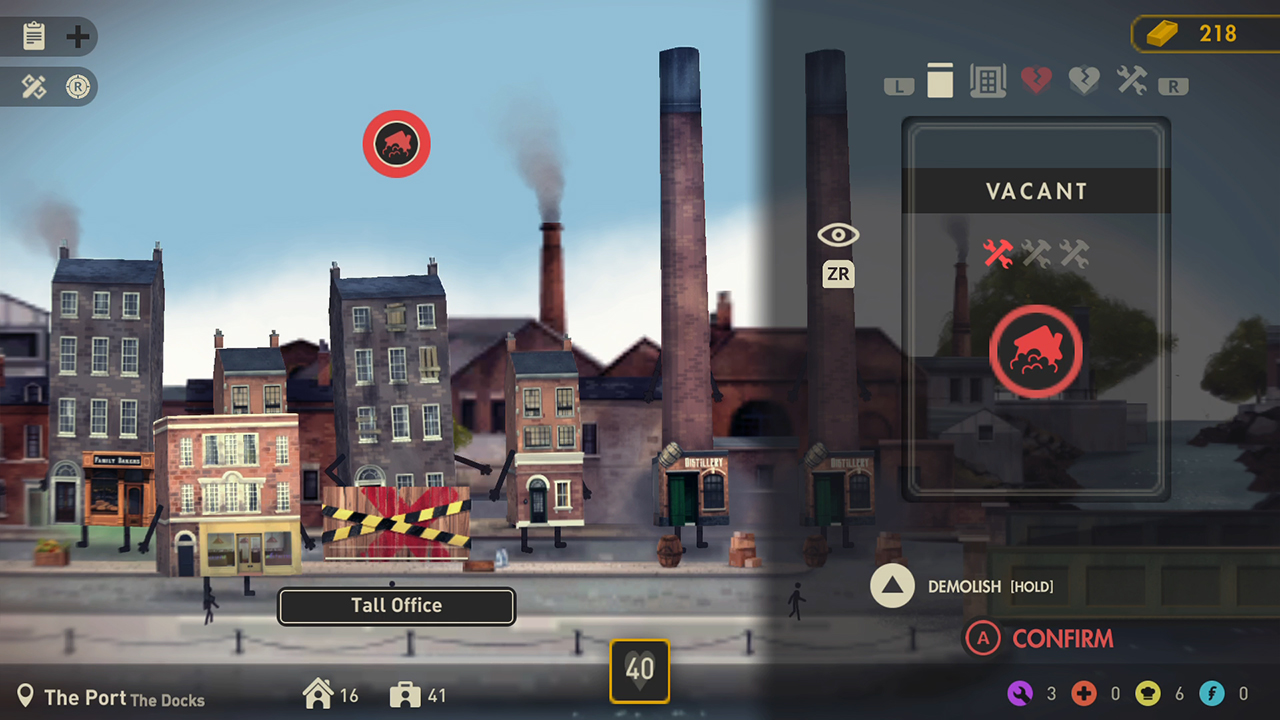 218
R
L
R
VACANT
ZR
FAMILY BAKERS
DISTILLERY
DISTILLERY
DEMOLISH [HOLD]
Tall Office
A CONFIRM
40
The Port The Docks
16
41
3
0
6
0